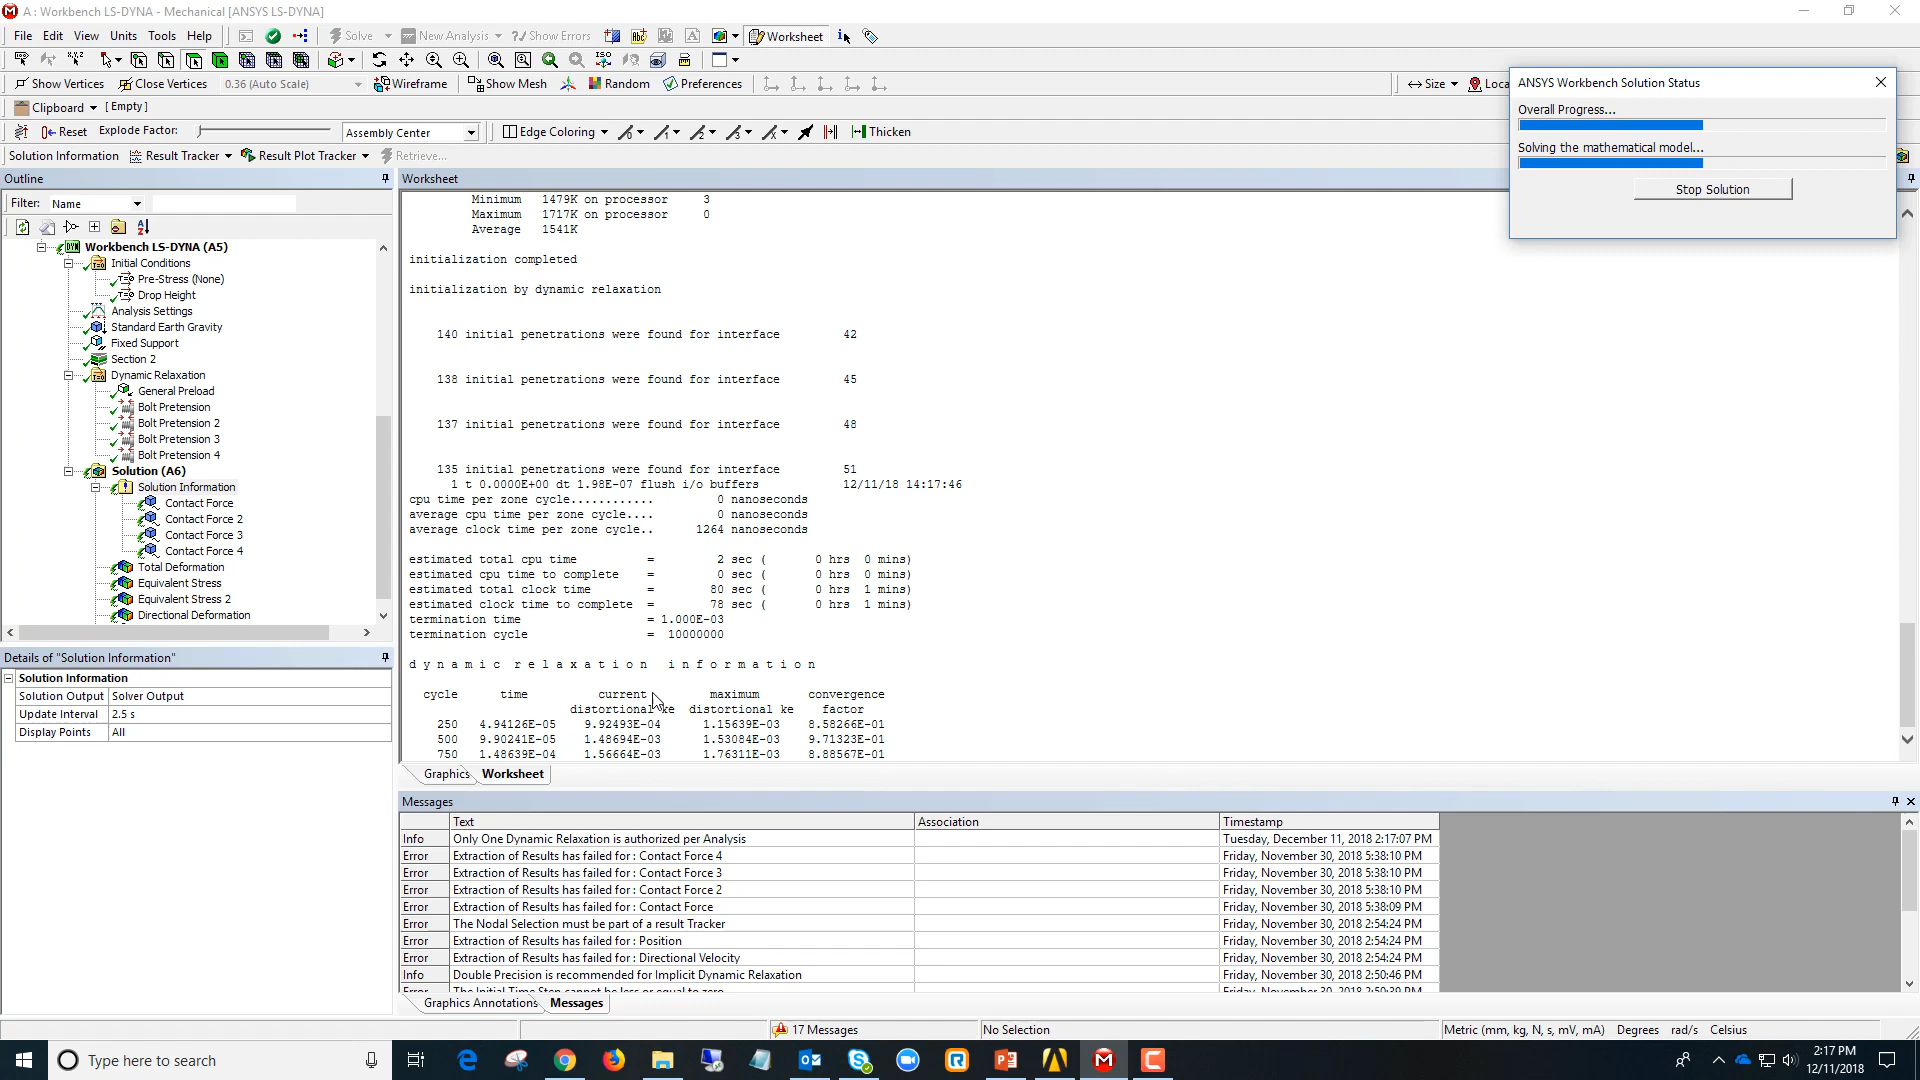 A : Workbench LS-DYNA - Mechanical [ANSYS LS-DYNA]
File Edit View Units Tools Help Solve New Analysis Show Errors Worksheet
Show Vertices Close Vertices 0.36 (Auto Scale) Wireframe Show Mesh Random Preferences Size Loca
Clipboard [ Empty ]
Reset Explode Factor: Assembly Center Edge Coloring Thicken
Solution Information Result Tracker Result Plot Tracker Retrieve...
ANSYS Workbench Solution Status
Overall Progress...
Solving the mathematical model...
Stop Solution
Outline
Filter: Name
Workbench LS-DYNA (A5)
Initial Conditions
Pre-Stress (None)
Drop Height
Analysis Settings
Standard Earth Gravity
Fixed Support
Section 2
Dynamic Relaxation
General Preload
Bolt Pretension
Bolt Pretension 2
Bolt Pretension 3
Bolt Pretension 4
Solution (A6)
Solution Information
Contact Force
Contact Force 2
Contact Force 3
Contact Force 4
Total Deformation
Equivalent Stress
Equivalent Stress 2
Directional Deformation
Details of "Solution Information"
Solution Information
Solution Output Solver Output
Update Interval 2.5 s
Display Points All
Worksheet
Minimum 1479K on processor 3
Maximum 1717K on processor 0
Average 1541K
initialization completed
initialization by dynamic relaxation
140 initial penetrations were found for interface 42
138 initial penetrations were found for interface 45
137 initial penetrations were found for interface 48
135 initial penetrations were found for interface 51
1 t 0.0000E+00 dt 1.98E-07 flush i/o buffers 12/11/18 14:17:46
cpu time per zone cycle............ 0 nanoseconds
average cpu time per zone cycle.... 0 nanoseconds
average clock time per zone cycle.. 1264 nanoseconds
estimated total cpu time = 2 sec ( 0 hrs 0 mins)
estimated cpu time to complete = 0 sec ( 0 hrs 0 mins)
estimated total clock time = 80 sec ( 0 hrs 1 mins)
estimated clock time to complete = 78 sec ( 0 hrs 1 mins)
termination time = 1.000E-03
termination cycle = 10000000
d y n a m i c r e l a x a t i o n i n f o r m a t i o n
cycle time current maximum convergence
distortional ke distortional ke factor
250 4.94126E-05 9.92493E-04 1.15639E-03 8.58266E-01
500 9.90241E-05 1.48694E-03 1.53084E-03 9.71323E-01
750 1.48639E-04 1.56664E-03 1.76311E-03 8.88567E-01
Graphics Worksheet
Messages
Text Association Timestamp
Info Only One Dynamic Relaxation is authorized per Analysis Tuesday, December 11, 2018 2:17:07 PM
Error Extraction of Results has failed for : Contact Force 4 Friday, November 30, 2018 5:38:10 PM
Error Extraction of Results has failed for : Contact Force 3 Friday, November 30, 2018 5:38:10 PM
Error Extraction of Results has failed for : Contact Force 2 Friday, November 30, 2018 5:38:10 PM
Error Extraction of Results has failed for : Contact Force Friday, November 30, 2018 5:38:09 PM
Error The Nodal Selection must be part of a result Tracker Friday, November 30, 2018 2:54:24 PM
Error Extraction of Results has failed for : Position Friday, November 30, 2018 2:54:24 PM
Error Extraction of Results has failed for : Directional Velocity Friday, November 30, 2018 2:54:24 PM
Info Double Precision is recommended for Implicit Dynamic Relaxation Friday, November 30, 2018 2:50:46 PM
Error The Initial Time Step cannot be less or equal to zero Friday, November 30, 2018 2:50:39 PM
Graphics Annotations Messages
17 Messages No Selection Metric (mm, kg, N, s, mV, mA) Degrees rad/s Celsius
Type here to search
2:17 PM
12/11/2018